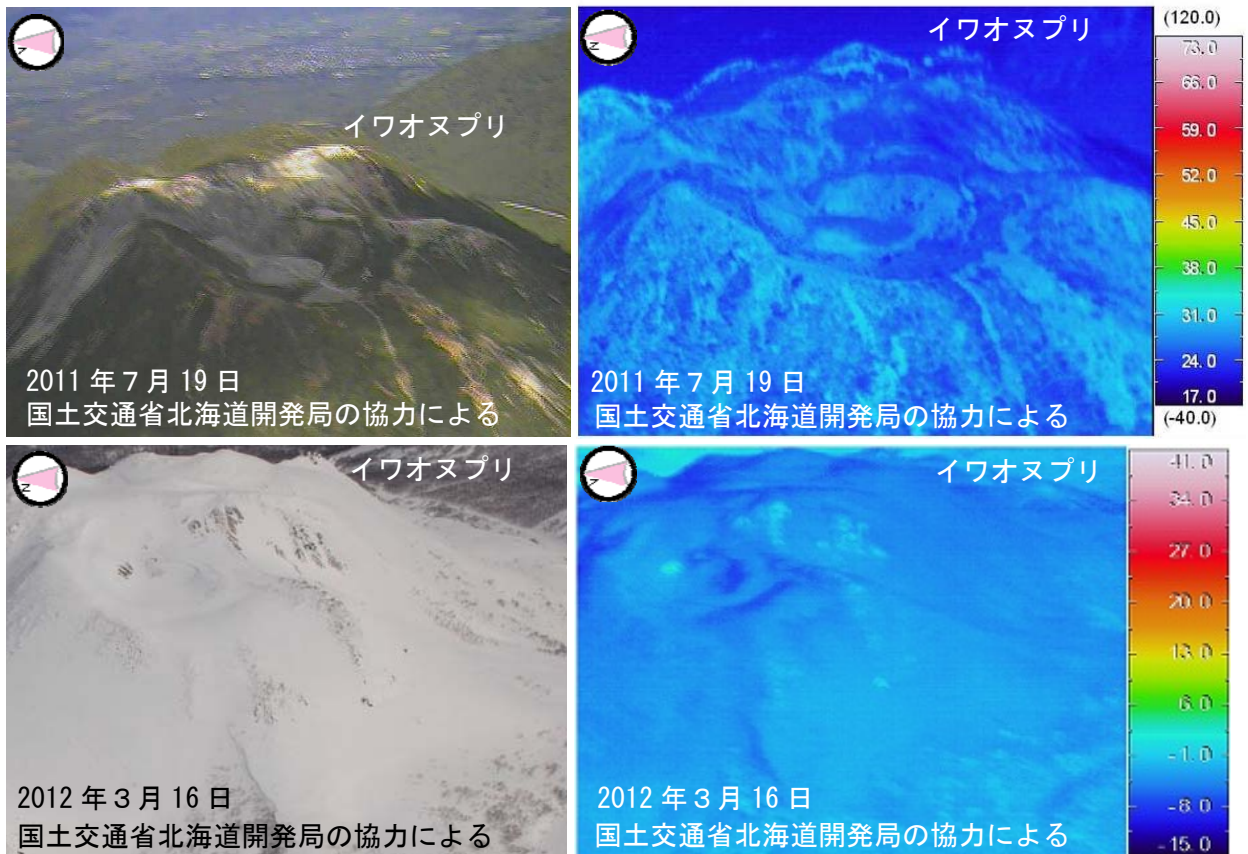 イワオヌプリ
2011年7月19日
国土交通省北海道開発局の協力による
イワオヌプリ
2011年7月19日
国土交通省北海道開発局の協力による
(120.0)
73.0
66.0
59.0
52.0
45.0
38.0
31.0
24.0
17.0
(-40.0)
イワオヌプリ
2012年3月16日
国土交通省北海道開発局の協力による
イワオヌプリ
2012年3月16日
国土交通省北海道開発局の協力による
41.0
34.0
27.0
20.0
13.0
6.0
-1.0
-8.0
-15.0
N
N
N
N